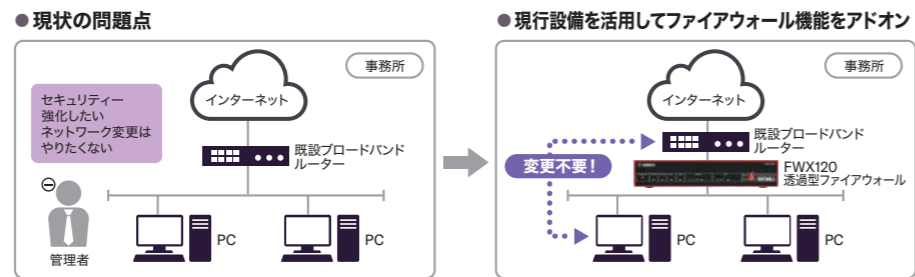 ●現状の問題点
事務所
セキュリティー
強化したい
ネットワーク変更は
やりたくない
インターネット
既設ブロードバンド
ルーター
管理者
PC
PC
●現行設備を活用してファイアウォール機能をアドオン
事務所
インターネット
既設ブロードバンド
ルーター
変更不要！
FWX120
透過型ファイアウォール
PC
PC